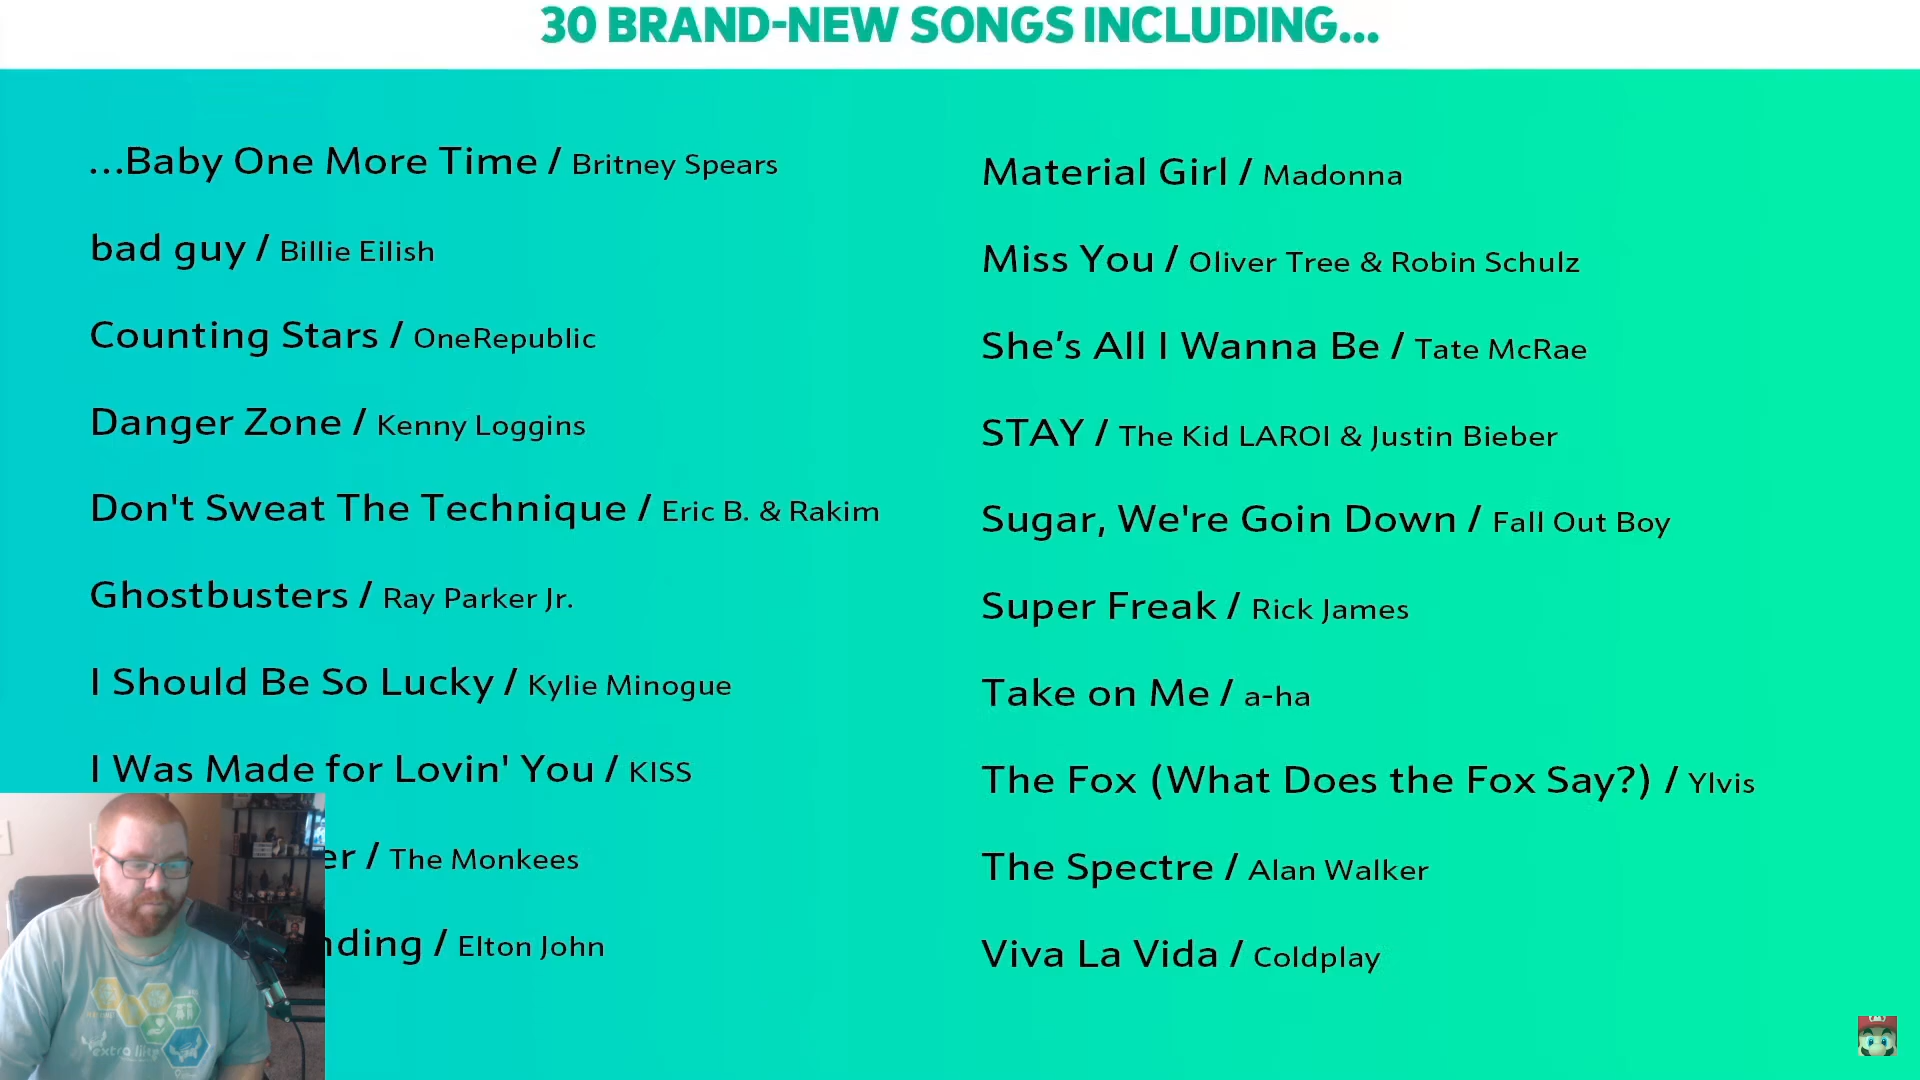 30 BRAND-NEW SONGS INCLUDING...
...Baby One More Time / Britney Spears
bad guy / Billie Eilish
Counting Stars / OneRepublic
Danger Zone / Kenny Loggins
Don't Sweat The Technique / Eric B. & Rakim
Ghostbusters / Ray Parker Jr.
I Should Be So Lucky / Kylie Minogue
I Was Made for Lovin' You / KISS
er / The Monkees
nding / Elton John
Material Girl / Madonna
Miss You / Oliver Tree & Robin Schulz
She’s All I Wanna Be / Tate McRae
STAY / The Kid LAROI & Justin Bieber
Sugar, We're Goin Down / Fall Out Boy
Super Freak / Rick James
Take on Me / a-ha
The Fox (What Does the Fox Say?) / Ylvis
The Spectre / Alan Walker
Viva La Vida / Coldplay
extra life